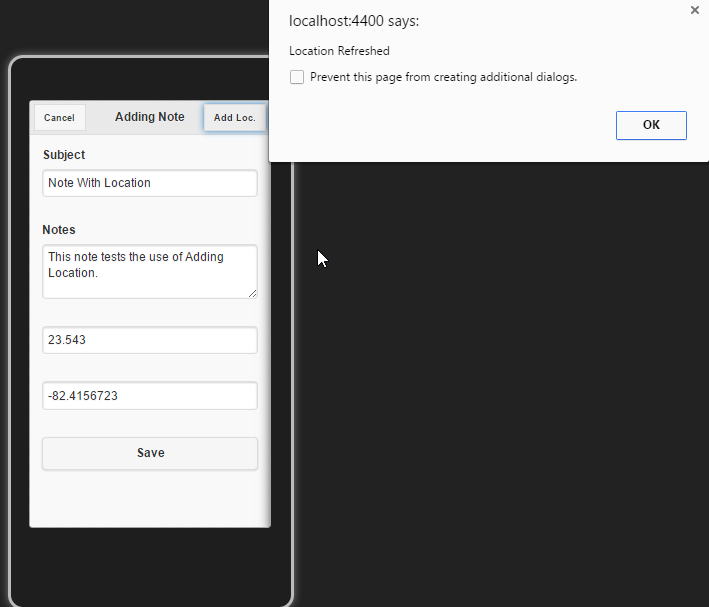 localhost:4400 says:
Location Refreshed
Prevent this page from creating additional dialogs.
OK
Cancel
Adding Note
Add Loc.
Subject
Note With Location
Notes
This note tests the use of Adding
Location.
23.543
-82.4156723
Save